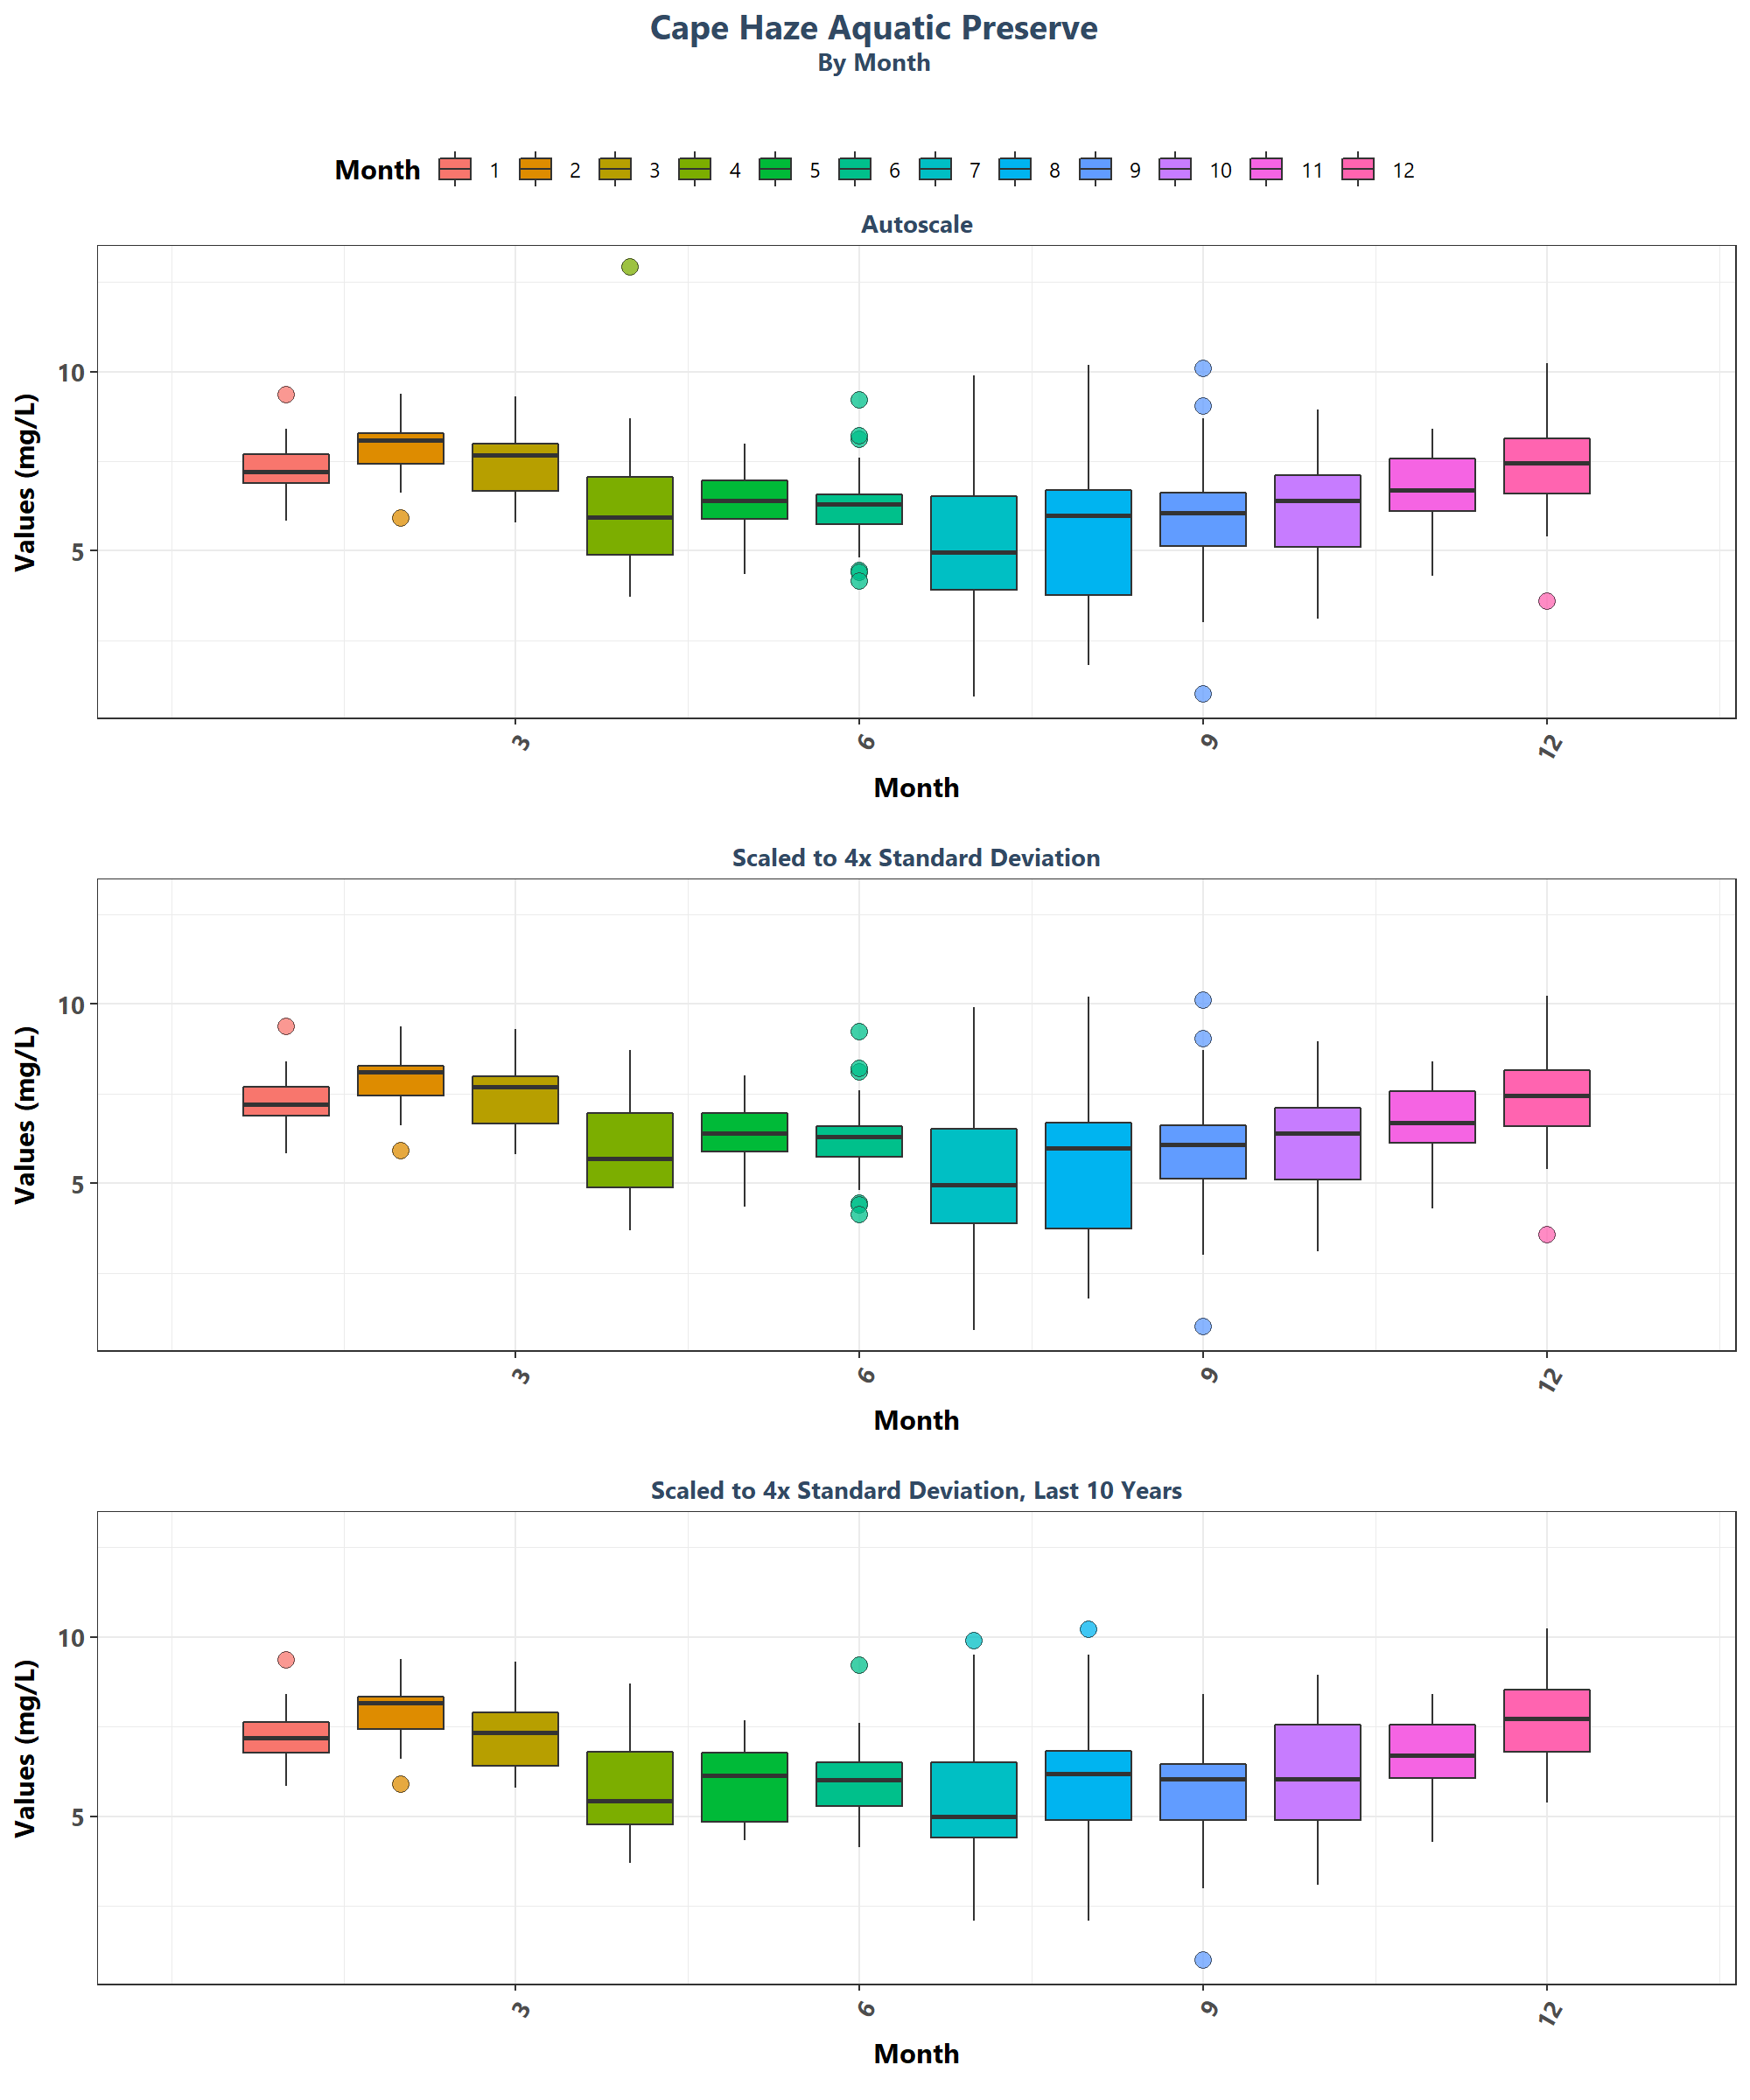 Cape Haze Aquatic Preserve
By Month
Month 1 2 3 4 5 6 7 8 9 10 11 12
Autoscale
Values (mg/L)
10
5
3 6 9 12
Month
Scaled to 4x Standard Deviation
Values (mg/L)
10
5
3 6 9 12
Month
Scaled to 4x Standard Deviation, Last 10 Years
Values (mg/L)
10
5
3 6 9 12
Month